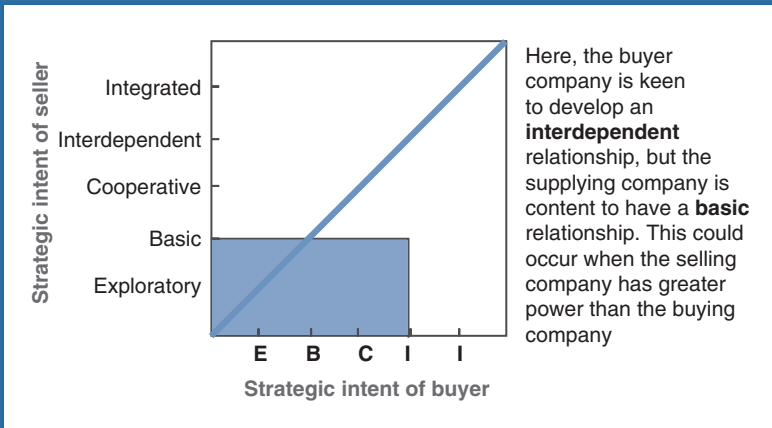 Strategic intent of seller
Integrated
Interdependent
Cooperative
Basic
Exploratory
E B C I I
Strategic intent of buyer
Here, the buyer
company is keen
to develop an
interdependent
relationship, but the
supplying company is
content to have a basic
relationship. This could
occur when the selling
company has greater
power than the buying
company